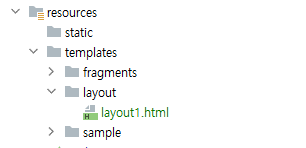 resources
static
templates
fragments
layout
layout1.html
sample